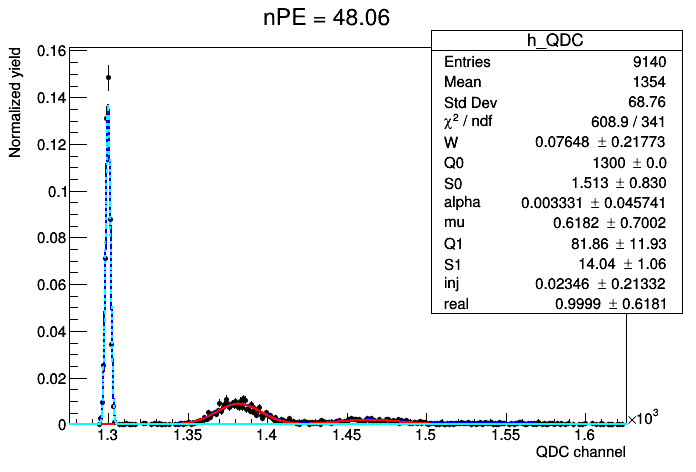 nPE = 48.06
h_QDC
Entries 9140
Mean 1354
Std Dev 68.76
χ² / ndf 608.9 / 341
W 0.07648 ± 0.21773
Q0 1300 ± 0.0
S0 1.513 ± 0.830
alpha 0.003331 ± 0.045741
mu 0.6182 ± 0.7002
Q1 81.86 ± 11.93
S1 14.04 ± 1.06
inj 0.02346 ± 0.21332
real 0.9999 ± 0.6181
Normalized yield
0.16
0.14
0.12
0.1
0.08
0.06
0.04
0.02
0
1.3 1.35 1.4 1.45 1.5 1.55 1.6
×10³
QDC channel